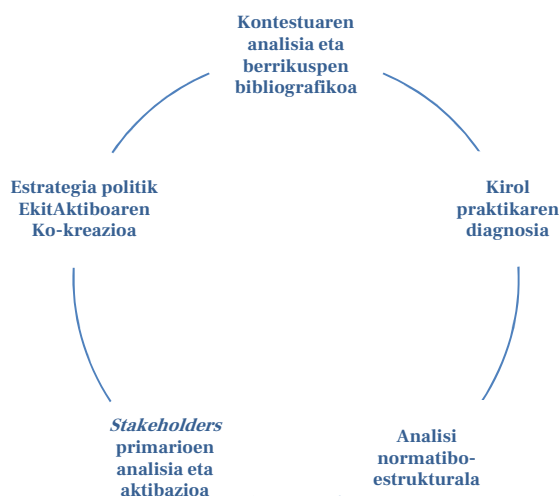 Kontestuaren
analisia eta
berrikuspen
bibliografikoa
Kirol
praktikaren
diagnosia
Analisi
normatibo-
estrukturala
Stakeholders
primarioen
analisia eta
aktibazioa
Estrategia politik
EkitAktiboaren
Ko-kreazioa